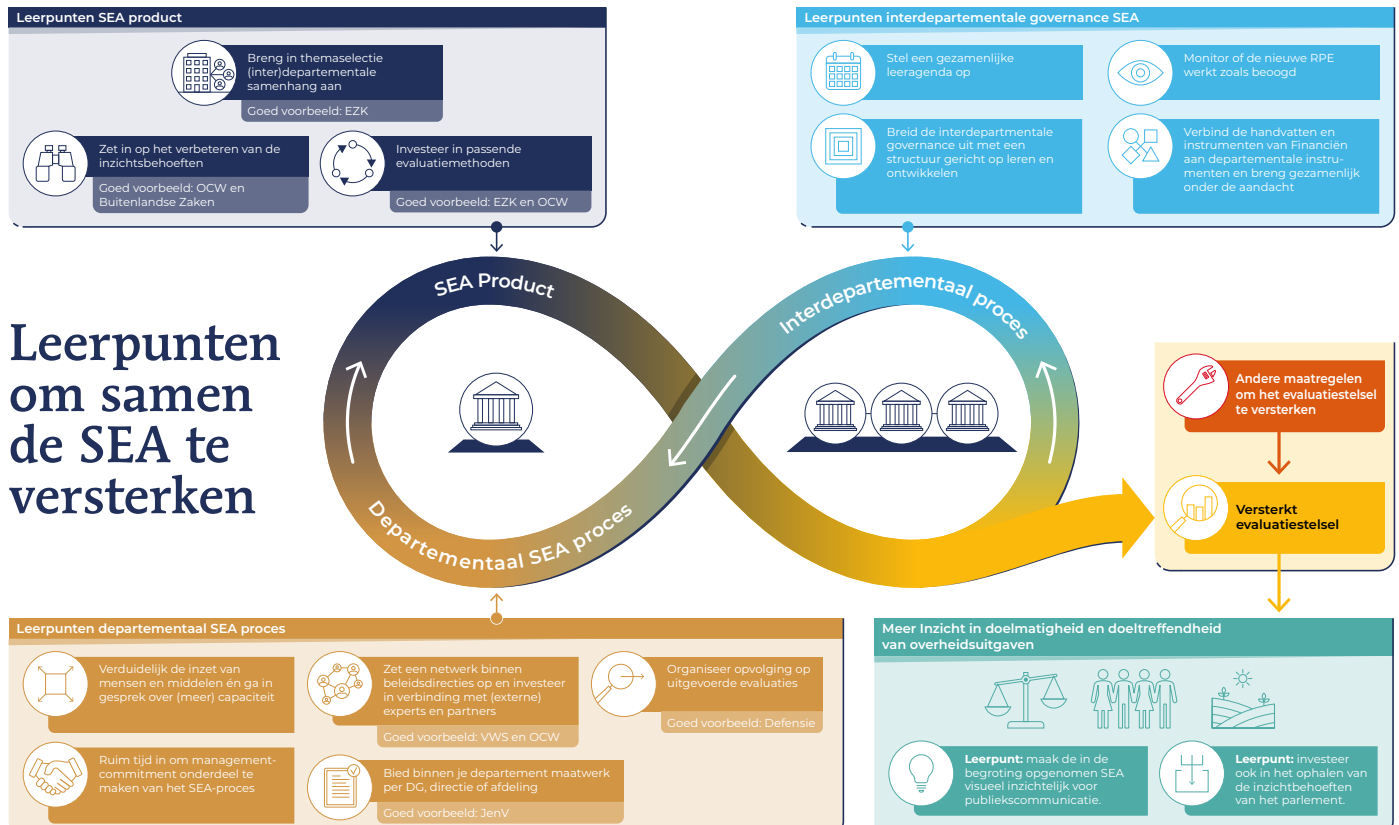 Leerpunten SEA product
Breng in themaselectie
(inter)departementale
samenhang aan
Goed voorbeeld: EZK
Zet in op het verbeteren van de
inzichtsbehoeften
Goed voorbeeld: OCW en
Buitenlandse Zaken
Investeer in passende
evaluatiemethoden
Goed voorbeeld: EZK en OCW
Leerpunten interdepartementale governance SEA
Stel een gezamenlijke
leeragenda op
Monitor of de nieuwe RPE
werkt zoals beoogd
Breid de interdepartmentale
governance uit met een
structuur gericht op leren en
ontwikkelen
Verbind de handvatten en
instrumenten van Financiën
aan departementale instru-
menten en breng gezamenlijk
onder de aandacht
Leerpunten
om samen
de SEA te
versterken
SEA Product
Interdepartementaal proces
Departementaal SEA proces
Andere maatregelen
om het evaluatiestelsel
te versterken
Versterkt
evaluatiestelsel
Leerpunten departementaal SEA proces
Verduidelijk de inzet van
mensen en middelen én ga in
gesprek over (meer) capaciteit
Zet een netwerk binnen
beleidsdirecties op en investeer
in verbinding met (externe)
experts en partners
Goed voorbeeld: VWS en OCW
Organiseer opvolging op
uitgevoerde evaluaties
Goed voorbeeld: Defensie
Ruim tijd in om management-
commitment onderdeel te
maken van het SEA-proces
Bied binnen je departement maatwerk
per DG, directie of afdeling
Goed voorbeeld: JenV
Meer Inzicht in doelmatigheid en doeltreffendheid
van overheidsuitgaven
Leerpunt: maak de in de
begroting opgenomen SEA
visueel inzichtelijk voor
publiekscommunicatie.
Leerpunt: investeer
ook in het ophalen van
de inzichtbehoeften
van het parlement.